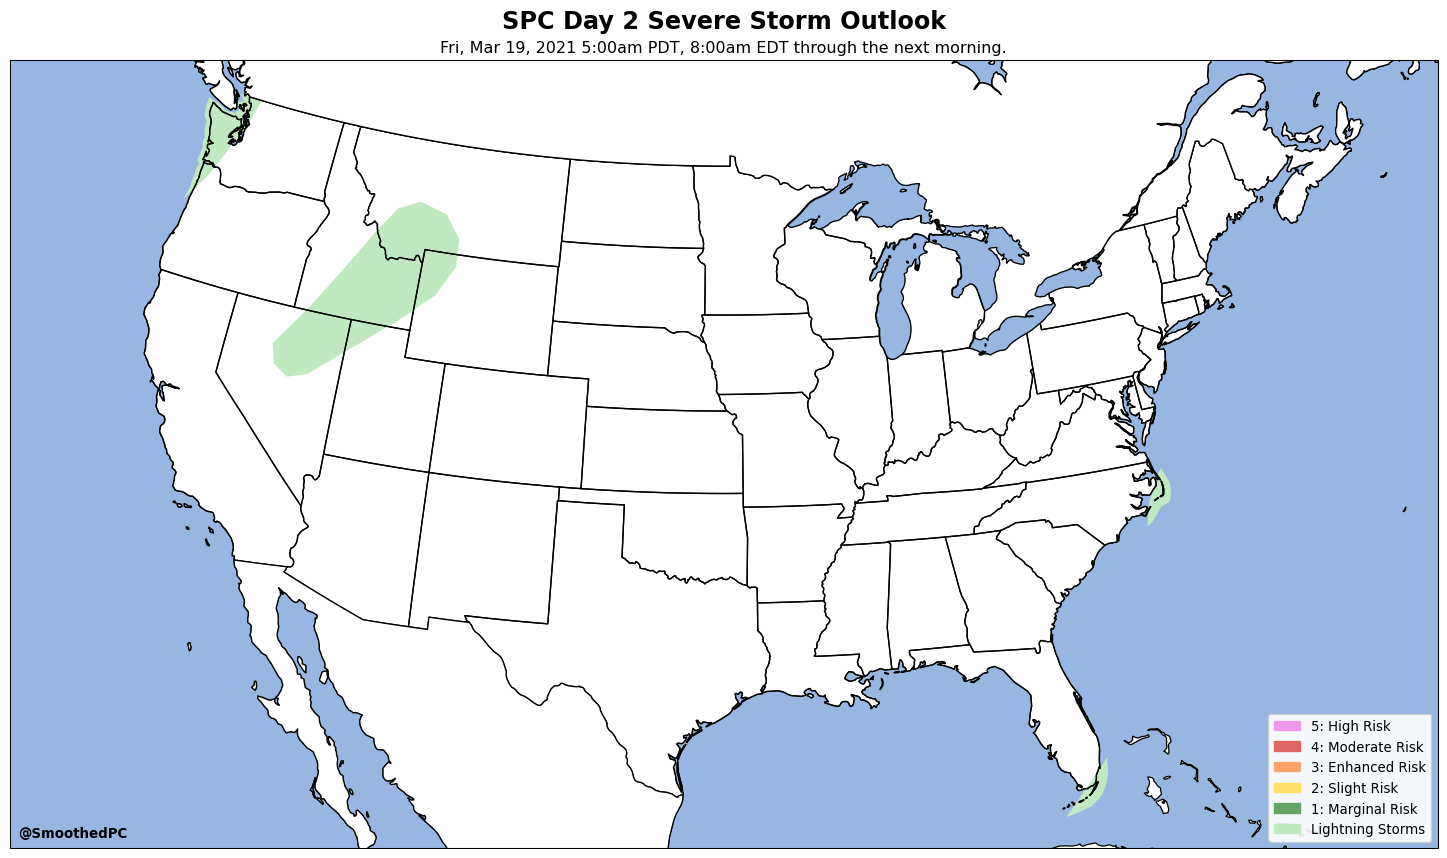 SPC Day 2 Severe Storm Outlook
Fri, Mar 19, 2021 5:00am PDT, 8:00am EDT through the next morning.
5: High Risk
4: Moderate Risk
3: Enhanced Risk
2: Slight Risk
1: Marginal Risk
Lightning Storms
@SmoothedPC